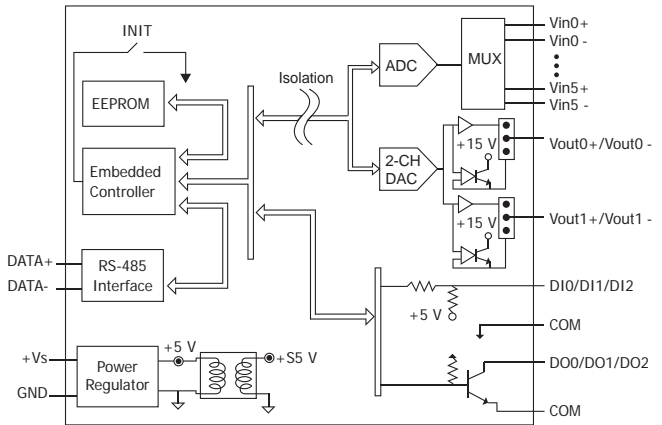 INIT
EEPROM
Embedded
Controller
DATA+
DATA-
RS-485
Interface
+Vs
GND
Power
Regulator
+5 V
+S5 V
Isolation
ADC
MUX
Vin0+
Vin0 -
Vin5+
Vin5 -
2-CH
DAC
+15 V
Vout0+/Vout0 -
+15 V
Vout1+/Vout1 -
DI0/DI1/DI2
+5 V
COM
DO0/DO1/DO2
COM